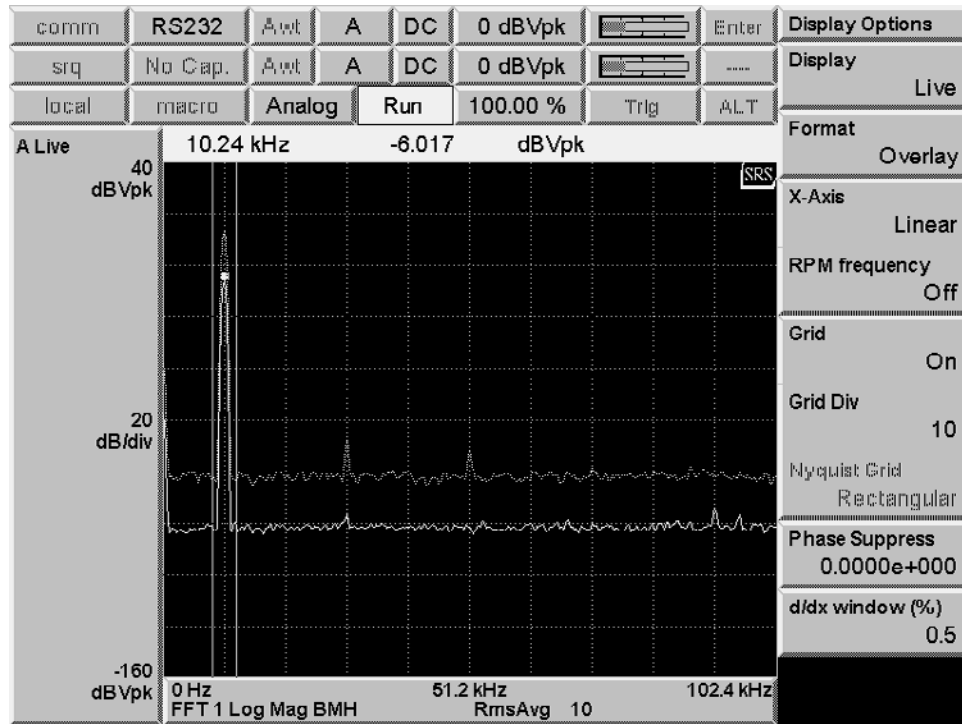 comm RS232 Awt A DC 0 dBVpk Enter
srq No Cap. Awt A DC 0 dBVpk ----
local macro Analog Run 100.00 % Trig ALT
A Live
10.24 kHz -6.017 dBVpk
40
dBVpk
SRS
20
dB/div
-160
dBVpk
0 Hz 51.2 kHz 102.4 kHz
FFT 1 Log Mag BMH RmsAvg 10
Display Options
Display
Live
Format
Overlay
X-Axis
Linear
RPM frequency
Off
Grid
On
Grid Div
10
Nyquist Grid
Rectangular
Phase Suppress
0.0000e+000
d/dx window (%)
0.5